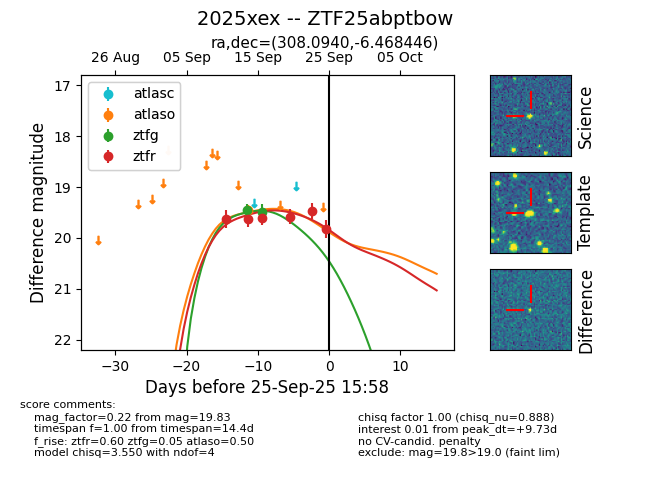 2025xex -- ZTF25abptbow
ra,dec=(308.0940,-6.468446)
26 Aug 05 Sep 15 Sep 25 Sep 05 Oct
17
18
19
20
21
22
Difference magnitude
atlasc
atlaso
ztfg
ztfr
−30 −20 −10 0 10
Days before 25-Sep-25 15:58
Science
Template
Difference
score comments:
mag_factor=0.22 from mag=19.83
timespan f=1.00 from timespan=14.4d
f_rise: ztfr=0.60 ztfg=0.05 atlaso=0.50
model chisq=3.550 with ndof=4
chisq factor 1.00 (chisq_nu=0.888)
interest 0.01 from peak_dt=+9.73d
no CV-candid. penalty
exclude: mag=19.8>19.0 (faint lim)